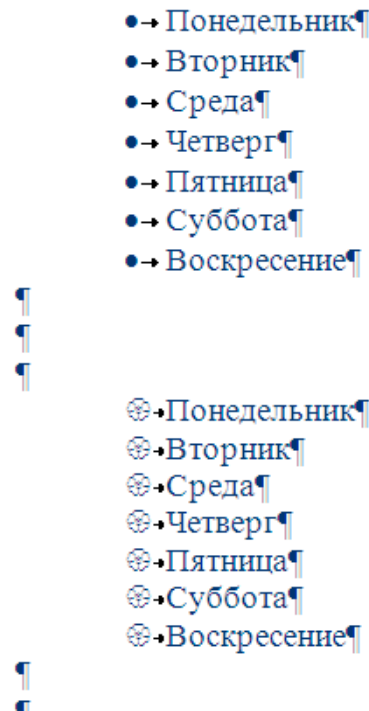 •→ Понедельник¶
•→ Вторник¶
•→ Среда¶
•→ Четверг¶
•→ Пятница¶
•→ Суббота¶
•→ Воскресение¶
¶
¶
¶
🏵→Понедельник¶
🏵→Вторник¶
🏵→Среда¶
🏵→Четверг¶
🏵→Пятница¶
🏵→Суббота¶
🏵→Воскресение¶
¶
¶